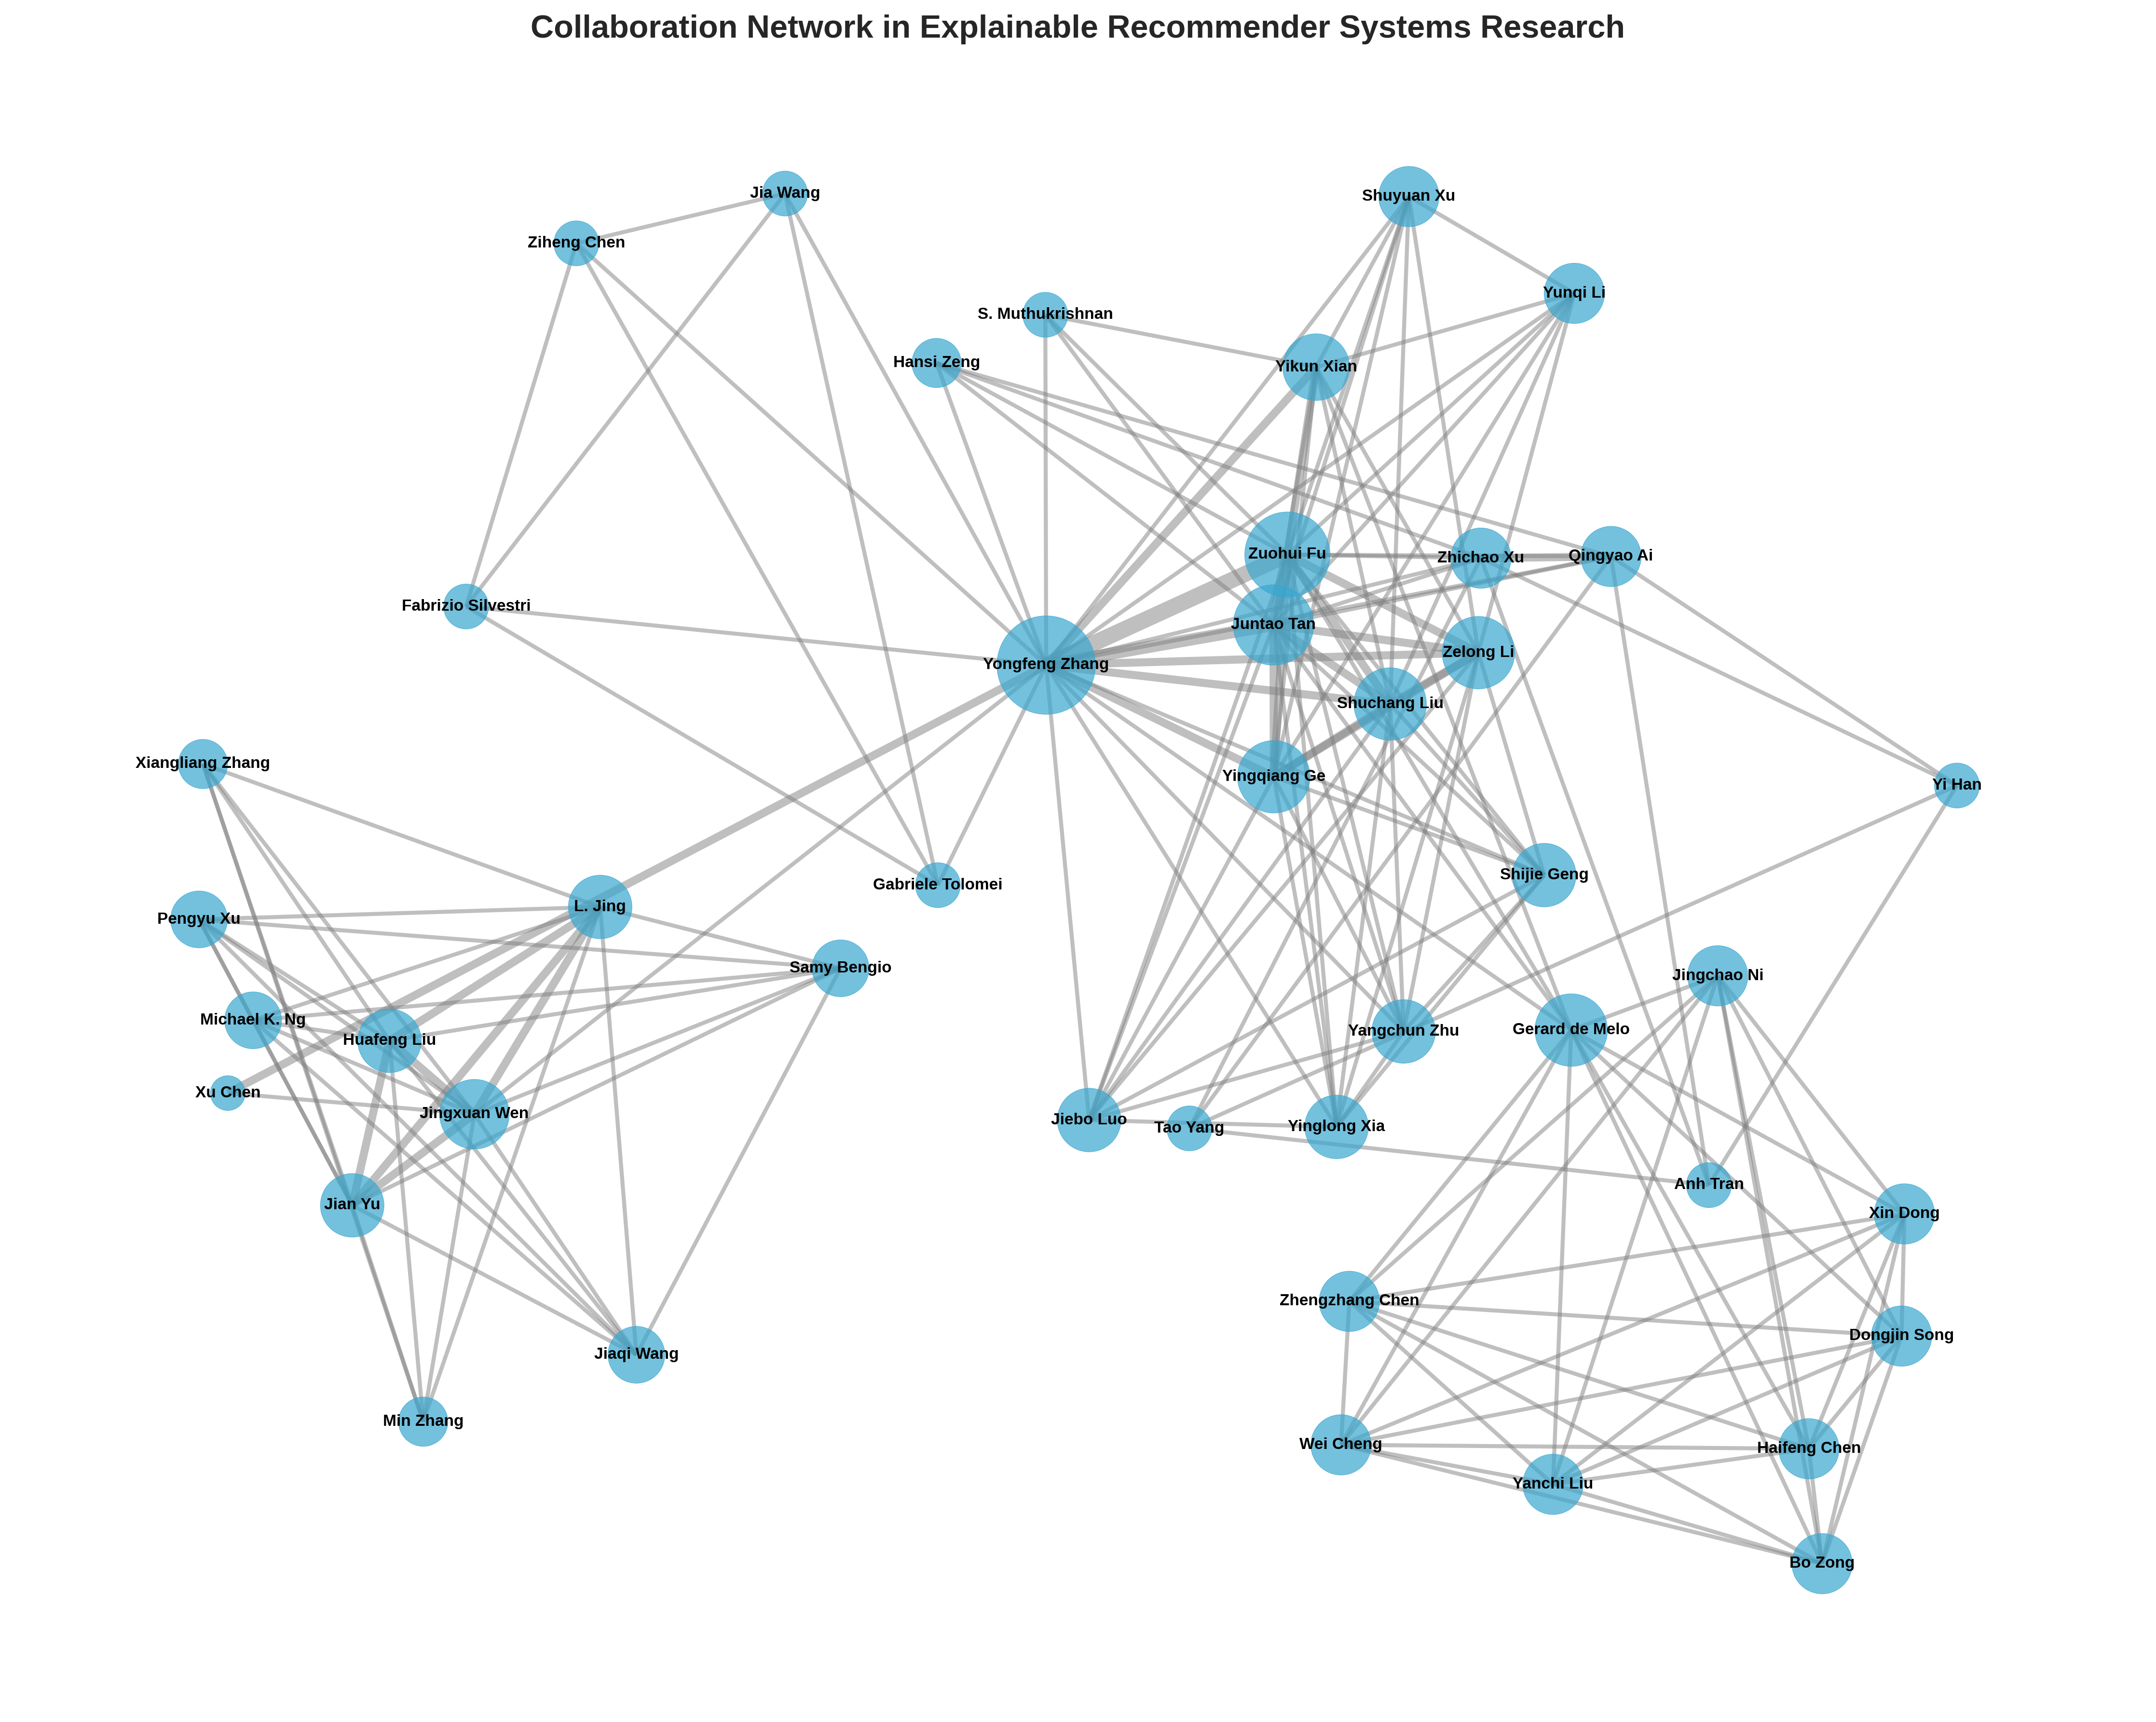 Collaboration Network in Explainable Recommender Systems Research
Jia Wang
Shuyuan Xu
Ziheng Chen
Yunqi Li
S. Muthukrishnan
Hansi Zeng
Yikun Xian
Zuohui Fu
Zhichao Xu
Qingyao Ai
Fabrizio Silvestri
Juntao Tan
Yongfeng Zhang
Zelong Li
Shuchang Liu
Xiangliang Zhang
Yingqiang Ge
Yi Han
Gabriele Tolomei
Shijie Geng
L. Jing
Pengyu Xu
Samy Bengio
Jingchao Ni
Michael K. Ng
Huafeng Liu
Yangchun Zhu
Gerard de Melo
Xu Chen
Jingxuan Wen
Jiebo Luo
Tao Yang
Yinglong Xia
Anh Tran
Jian Yu
Xin Dong
Zhengzhang Chen
Dongjin Song
Jiaqi Wang
Min Zhang
Wei Cheng
Haifeng Chen
Yanchi Liu
Bo Zong